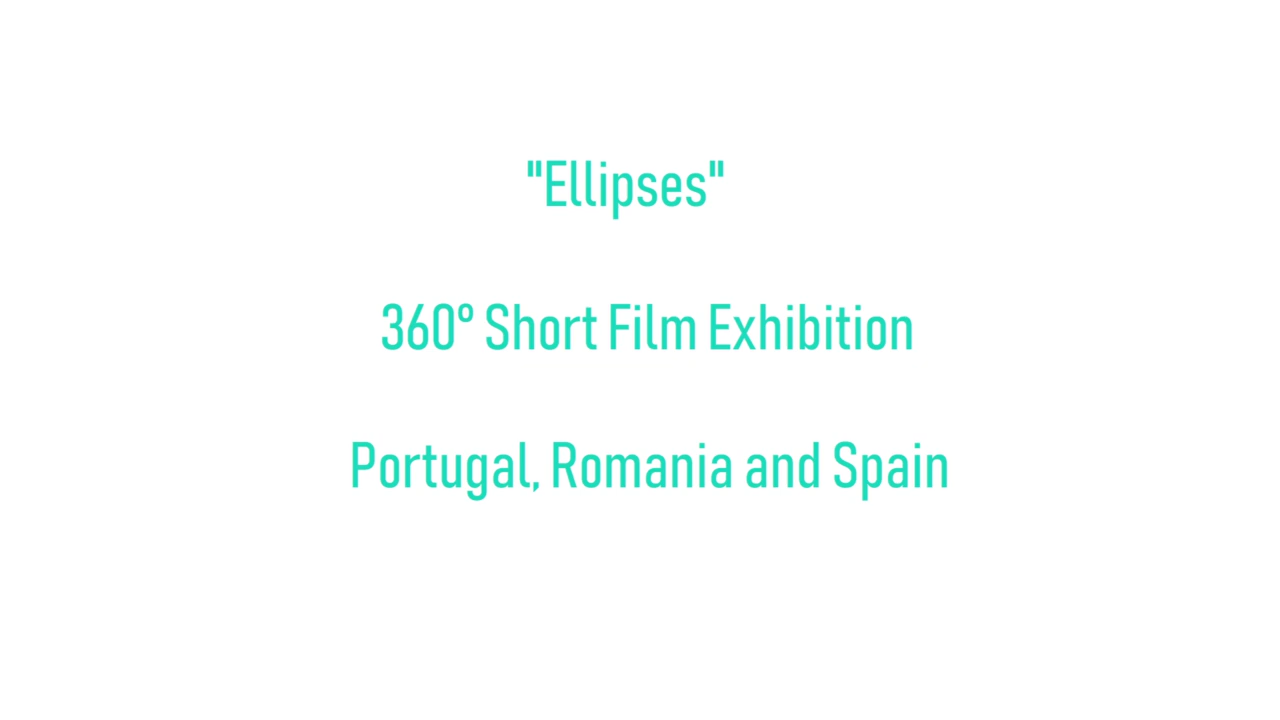 "Ellipses"
360º Short Film Exhibition
Portugal, Romania and Spain